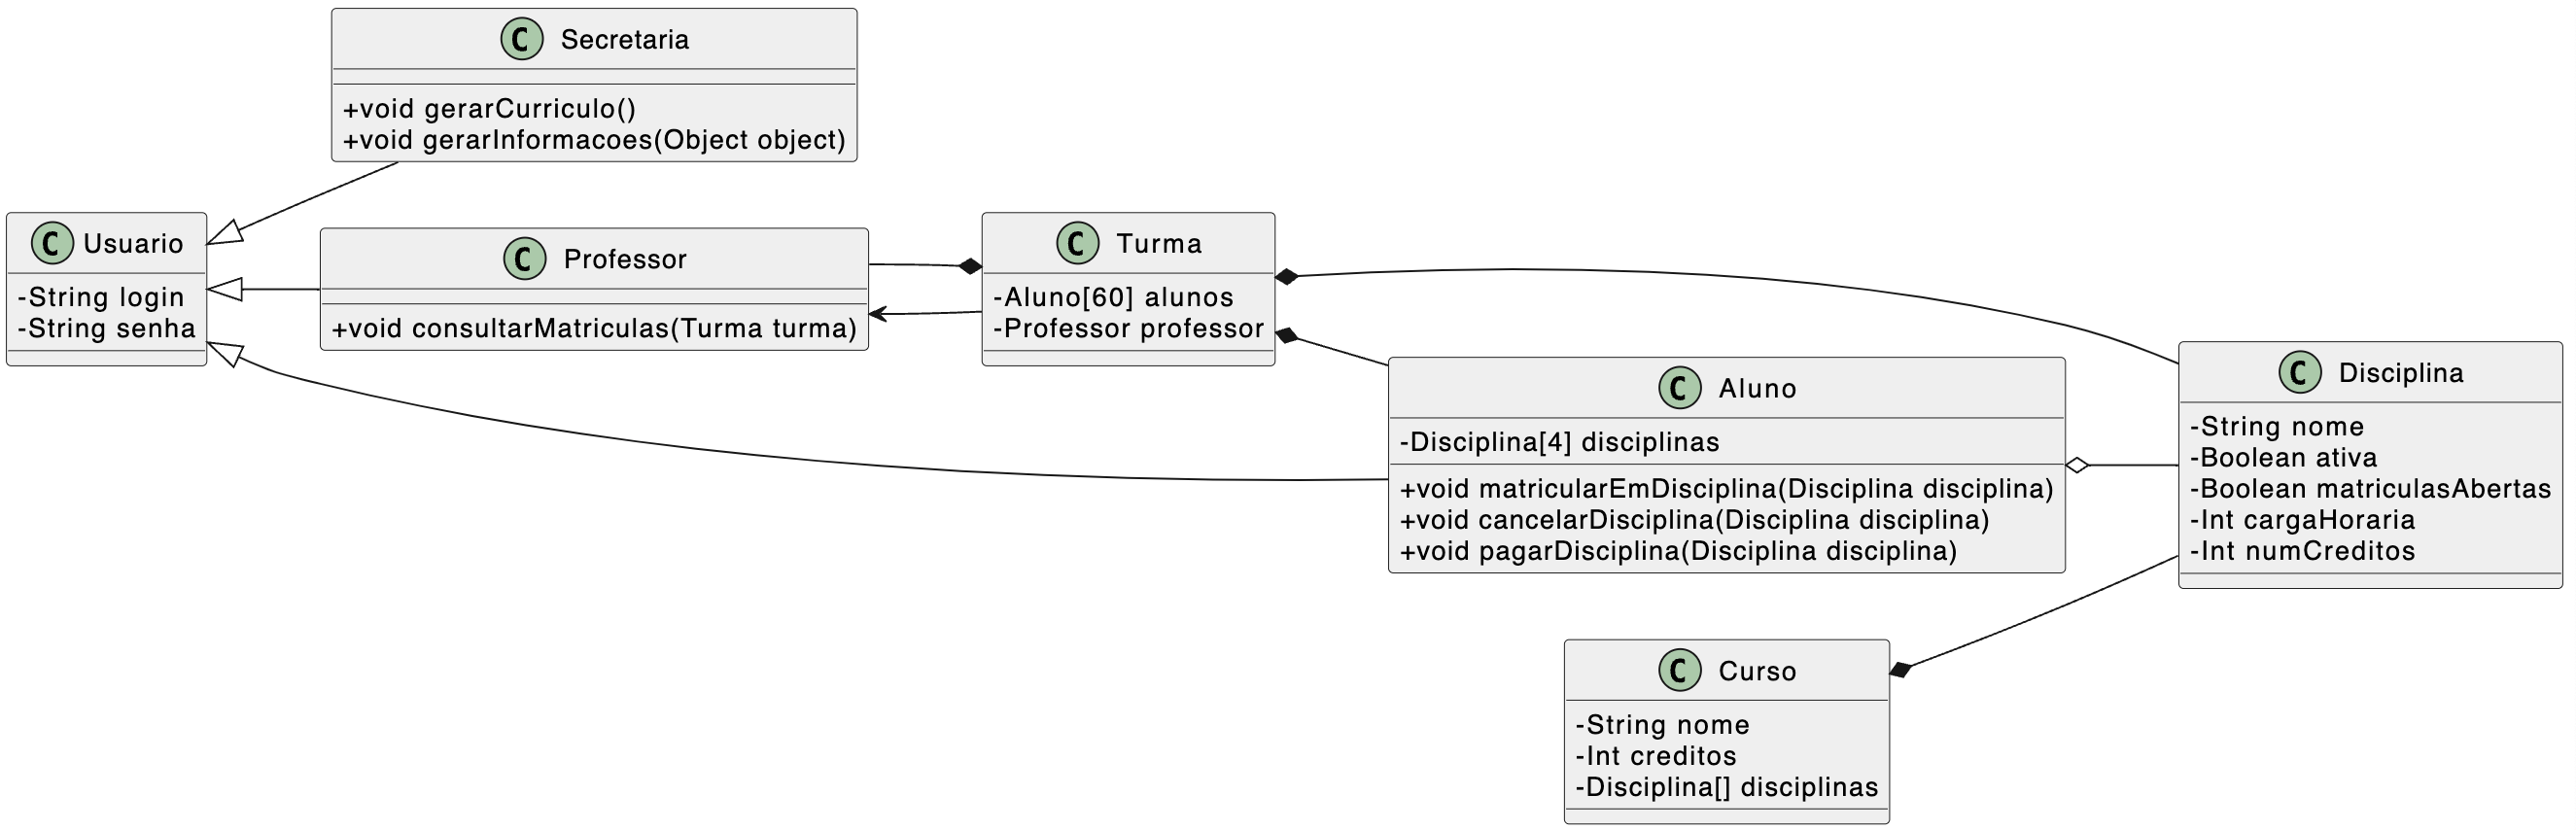 C Secretaria
+void gerarCurriculo()
+void gerarInformacoes(Object object)
C Usuario
-String login
-String senha
C Professor
+void consultarMatriculas(Turma turma)
C Turma
-Aluno[60] alunos
-Professor professor
C Aluno
-Disciplina[4] disciplinas
+void matricularEmDisciplina(Disciplina disciplina)
+void cancelarDisciplina(Disciplina disciplina)
+void pagarDisciplina(Disciplina disciplina)
C Disciplina
-String nome
-Boolean ativa
-Boolean matriculasAbertas
-Int cargaHoraria
-Int numCreditos
C Curso
-String nome
-Int creditos
-Disciplina[] disciplinas